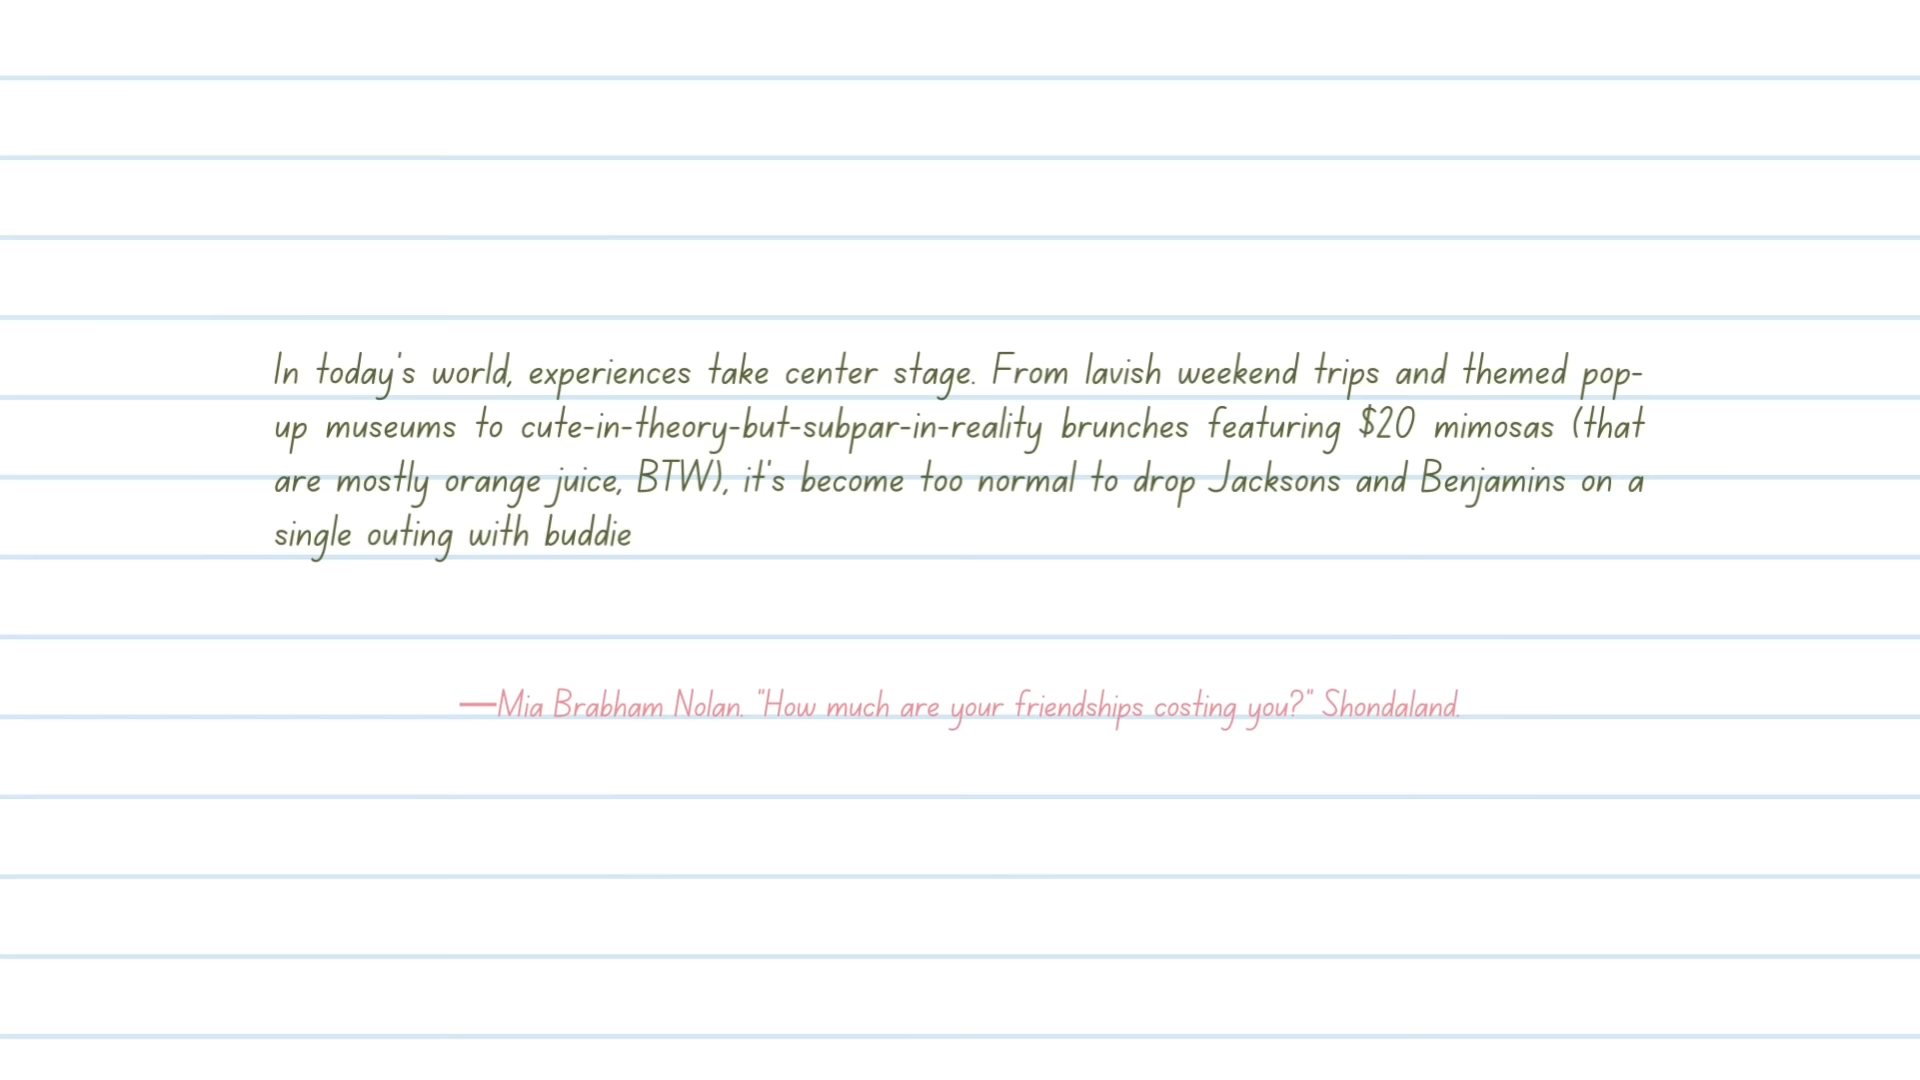 In today's world, experiences take center stage. From lavish weekend trips and themed pop-
up museums to cute-in-theory-but-subpar-in-reality brunches featuring $20 mimosas (that
are mostly orange juice, BTW), it's become too normal to drop Jacksons and Benjamins on a
single outing with buddie
—Mia Brabham Nolan. "How much are your friendships costing you?" Shondaland.